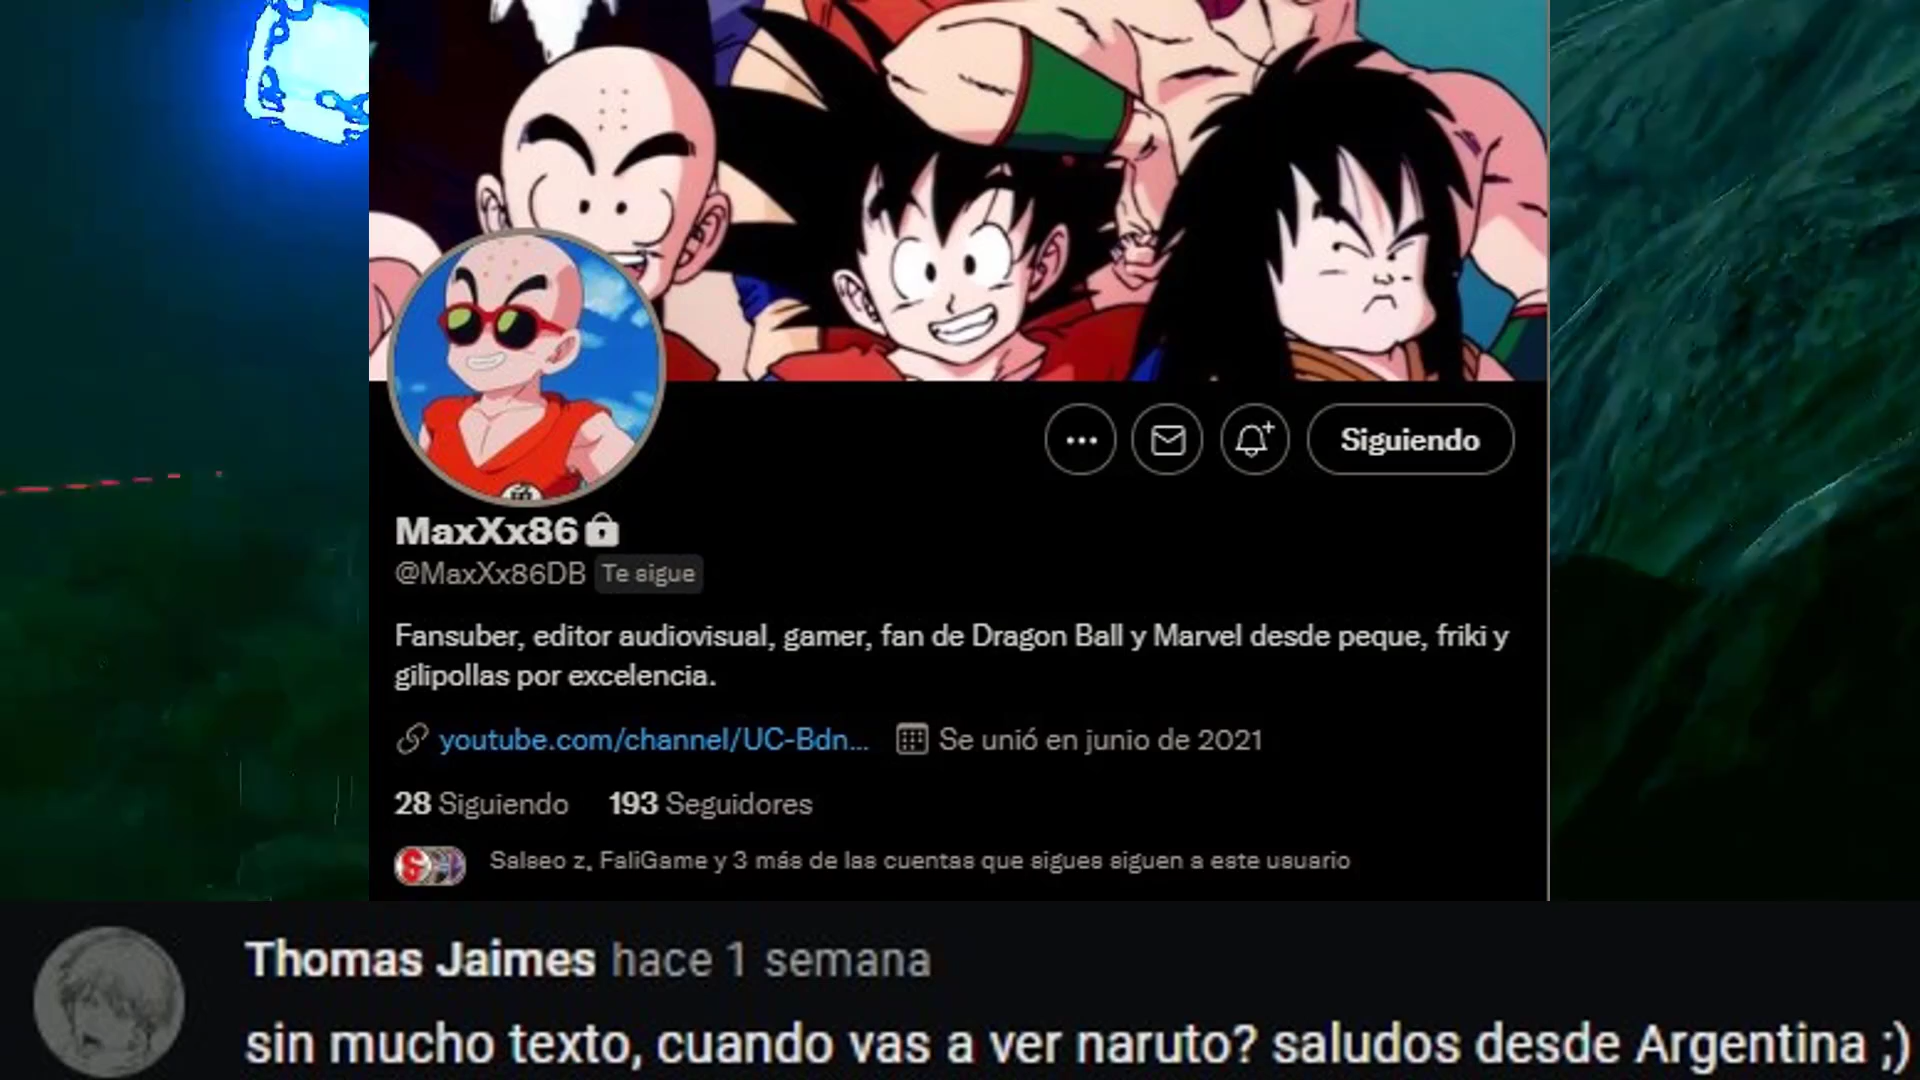 Siguiendo
MaxXx86
@MaxXx86DB Te sigue
Fansuber, editor audiovisual, gamer, fan de Dragon Ball y Marvel desde peque, friki y
gilipollas por excelencia.
youtube.com/channel/UC-Bdn... Se unió en junio de 2021
28 Siguiendo 193 Seguidores
Salseo z, FaliGame y 3 más de las cuentas que sigues siguen a este usuario
Thomas Jaimes hace 1 semana
sin mucho texto, cuando vas a ver naruto? saludos desde Argentina ;)